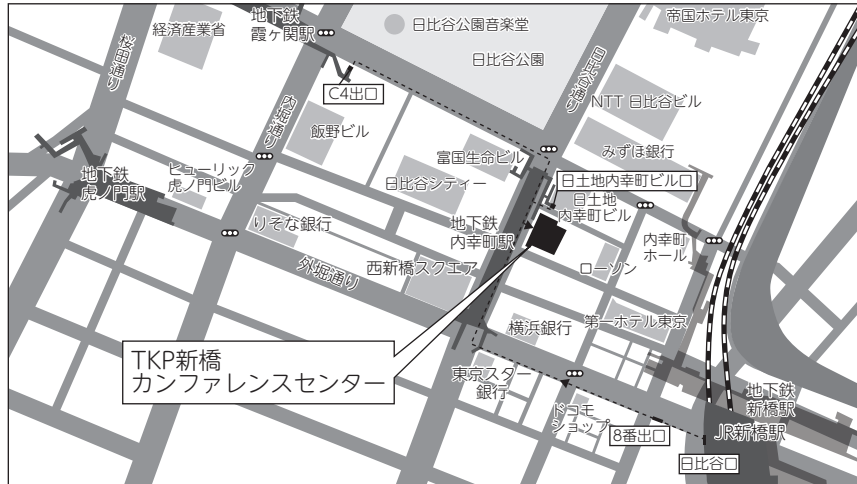 経済産業省
地下鉄
霞ヶ関駅
日比谷公園音楽堂
日比谷公園
帝国ホテル東京
桜田通り
内堀通り
日比谷通り
C4出口
飯野ビル
NTT 日比谷ビル
富国生命ビル
みずほ銀行
地下鉄
虎ノ門駅
ヒューリック
虎ノ門ビル
日比谷シティー
日土地内幸町ビル口
日土地
内幸町ビル
りそな銀行
地下鉄
内幸町駅
内幸町
ホール
外堀通り
西新橋スクエア
ローソン
横浜銀行
第一ホテル東京
TKP新橋
カンファレンスセンター
東京スター
銀行
ドコモ
ショップ
8番出口
地下鉄
新橋駅
JR新橋駅
日比谷口